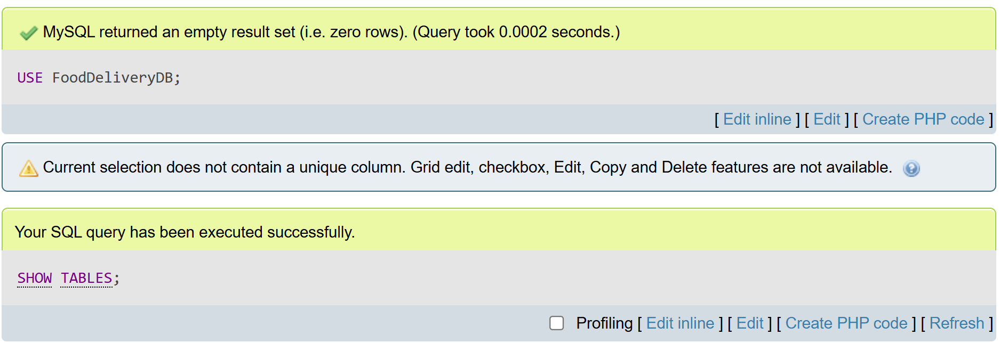 MySQL returned an empty result set (i.e. zero rows). (Query took 0.0002 seconds.)
USE FoodDeliveryDB;
[ Edit inline ] [ Edit ] [ Create PHP code ]
Current selection does not contain a unique column. Grid edit, checkbox, Edit, Copy and Delete features are not available.
Your SQL query has been executed successfully.
SHOW TABLES;
Profiling [ Edit inline ] [ Edit ] [ Create PHP code ] [ Refresh ]